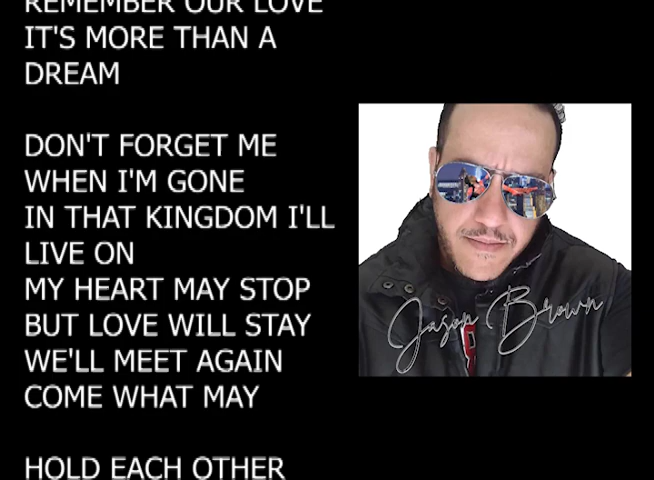 REMEMBER OUR LOVE
IT'S MORE THAN A
DREAM
DON'T FORGET ME
WHEN I'M GONE
IN THAT KINGDOM I'LL
LIVE ON
MY HEART MAY STOP
BUT LOVE WILL STAY
WE'LL MEET AGAIN
COME WHAT MAY
HOLD EACH OTHER
Jason Brown